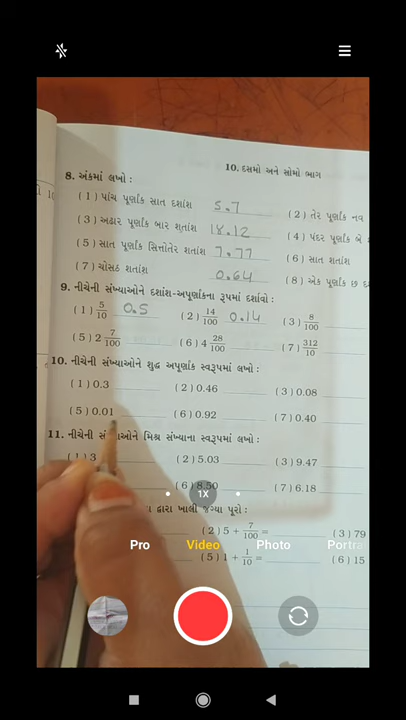 10. દસમો અને સોમો ભાગ
8. અંકમાં લખો :
(1) પાંચ પૂર્ણાંક સાત દશાંશ 5.7 (2) તેર પૂર્ણાંક નવ
(3) અઢાર પૂર્ણાંક બાર શતાંશ 18.12 (4) પંદર પૂર્ણાંક બે
(5) સાત પૂર્ણાંક સિત્તોતેર શતાંશ 7.77 (6) સાત શતાંશ
(7) ચોસઠ શતાંશ 0.64 (8) એક પૂર્ણાંક છ
9. નીચેની સંખ્યાઓને દશાંશ-અપૂર્ણાંકના રૂપમાં દર્શાવો :
(1) 5/10 0.5 (2) 14/100 0.14 (3) 8/100
(5) 2 7/100 (6) 4 28/100 (7) 312/10
10. નીચેની સંખ્યાઓને શુદ્ધ અપૂર્ણાંક સ્વરૂપમાં લખો :
(1) 0.3 (2) 0.46 (3) 0.08
(5) 0.01 (6) 0.92 (7) 0.40
11. નીચેની સંખ્યાઓને મિશ્ર સંખ્યાના સ્વરૂપમાં લખો :
(1) 3 (2) 5.03 (3) 9.47
(6) 8.50 (7) 6.18
1X
દ્વારા ખાલી જગ્યા પૂરો :
(2) 5 + 7/100 = (3) 79
Pro Video Photo Portra
(5) 1 + 1/10 = (6) 15